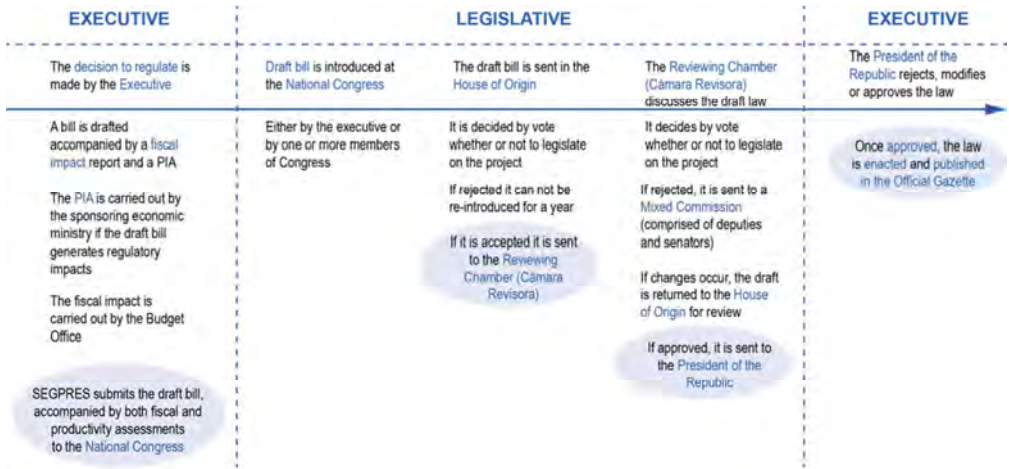 EXECUTIVE
LEGISLATIVE
EXECUTIVE
The decision to regulate is
made by the Executive
A bill is drafted
accompanied by a fiscal
impact report and a PIA
The PIA is carried out by
the sponsoring economic
ministry if the draft bill
generates regulatory
impacts
The fiscal impact is
carried out by the Budget
Office
SEGPRES submits the draft bill,
accompanied by both fiscal and
productivity assessments
to the National Congress
Draft bill is introduced at
the National Congress
Either by the executive or
by one or more members
of Congress
The draft bill is sent in the
House of Origin
It is decided by vote
whether or not to legislate
on the project
If rejected it can not be
re-introduced for a year
If it is accepted it is sent
to the Reviewing
Chamber (Cámara
Revisora)
The Reviewing Chamber
(Cámara Revisora)
discusses the draft law
It decides by vote
whether or not to legislate
on the project
If rejected, it is sent to a
Mixed Commission
(comprised of deputies
and senators)
If changes occur, the draft
is returned to the House
of Origin for review
If approved, it is sent to
the President of the
Republic
The President of the
Republic rejects, modifies
or approves the law
Once approved, the law
is enacted and published
in the Official Gazette